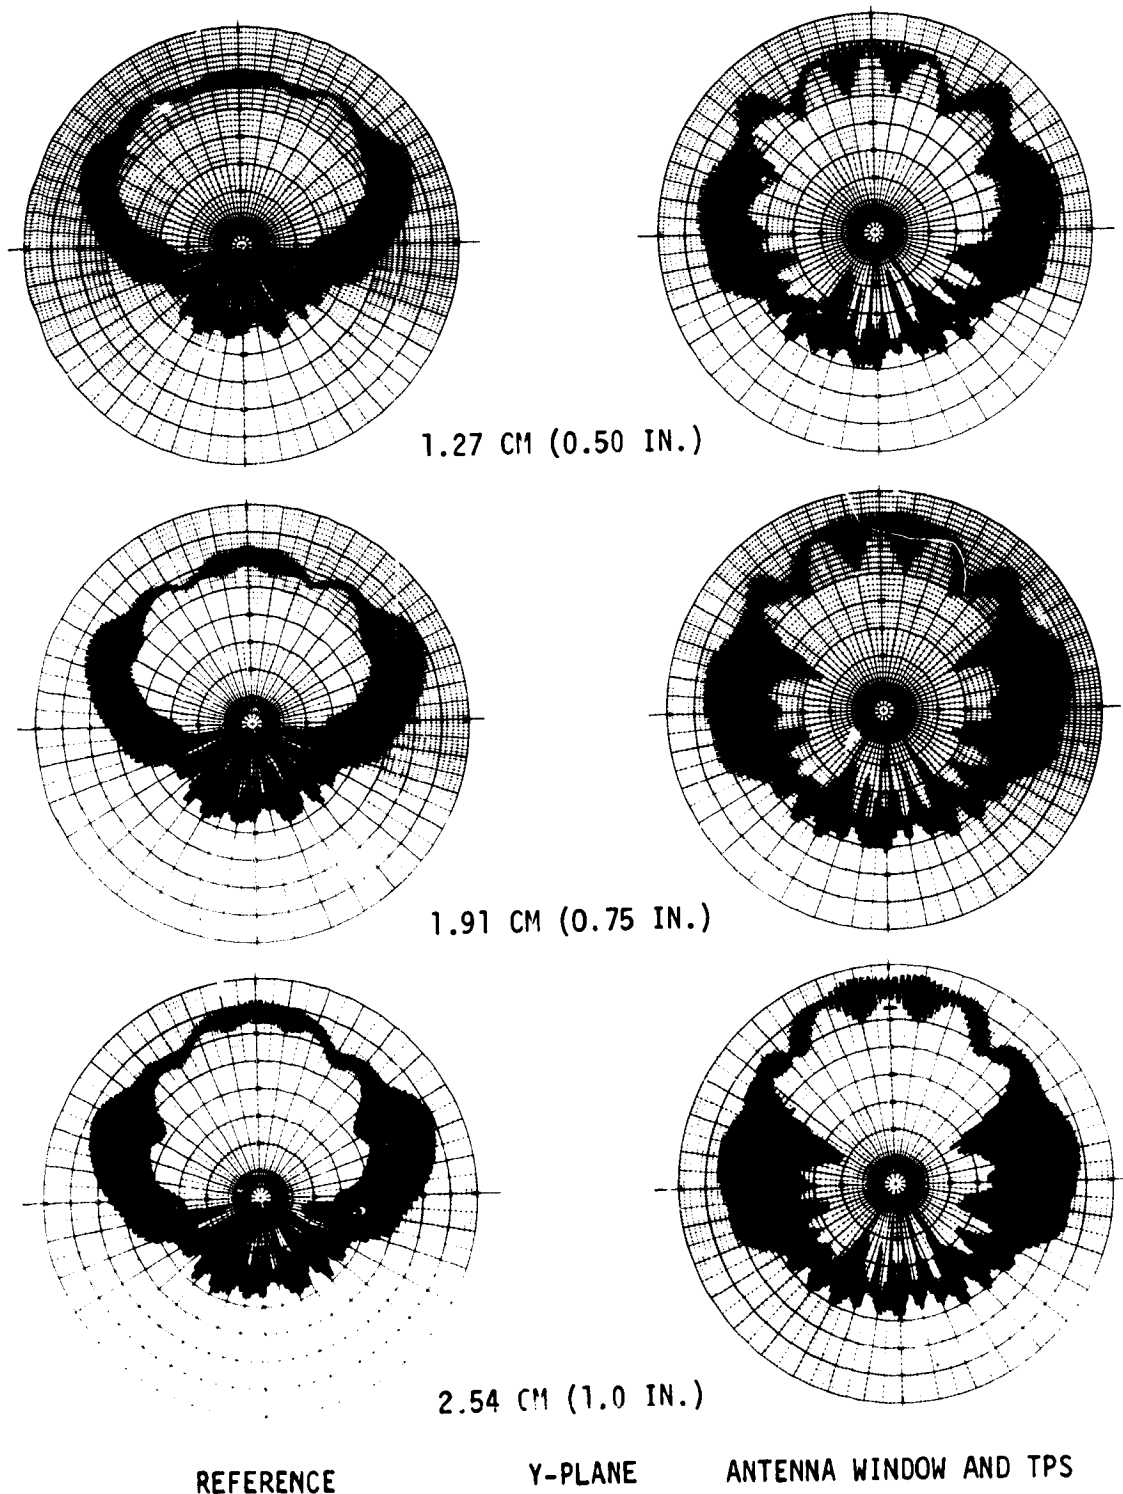 1.27 CM (0.50 IN.)
1.91 CM (0.75 IN.)
2.54 CM (1.0 IN.)
REFERENCE
Y-PLANE
ANTENNA WINDOW AND TPS